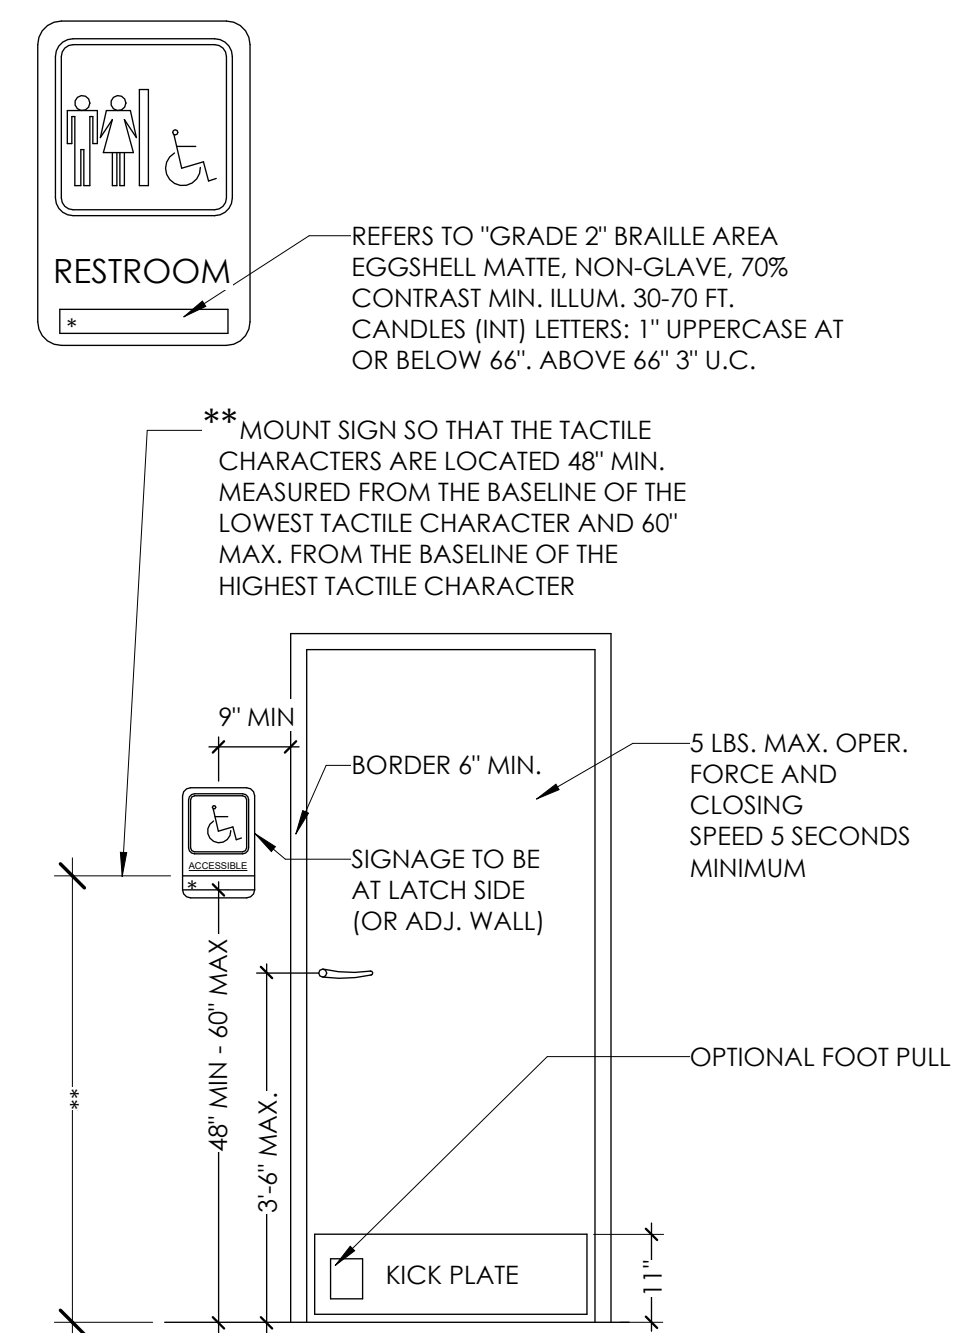 RESTROOM
*
REFERS TO "GRADE 2" BRAILLE AREA
EGGSHELL MATTE, NON-GLAVE, 70%
CONTRAST MIN. ILLUM. 30-70 FT.
CANDLES (INT) LETTERS: 1" UPPERCASE AT
OR BELOW 66". ABOVE 66" 3" U.C.
**MOUNT SIGN SO THAT THE TACTILE
CHARACTERS ARE LOCATED 48" MIN.
MEASURED FROM THE BASELINE OF THE
LOWEST TACTILE CHARACTER AND 60"
MAX. FROM THE BASELINE OF THE
HIGHEST TACTILE CHARACTER
9" MIN
BORDER 6" MIN.
5 LBS. MAX. OPER.
FORCE AND
CLOSING
SPEED 5 SECONDS
MINIMUM
ACCESSIBLE
*
SIGNAGE TO BE
AT LATCH SIDE
(OR ADJ. WALL)
**
48" MIN - 60" MAX
3'-6" MAX.
OPTIONAL FOOT PULL
KICK PLATE
11"